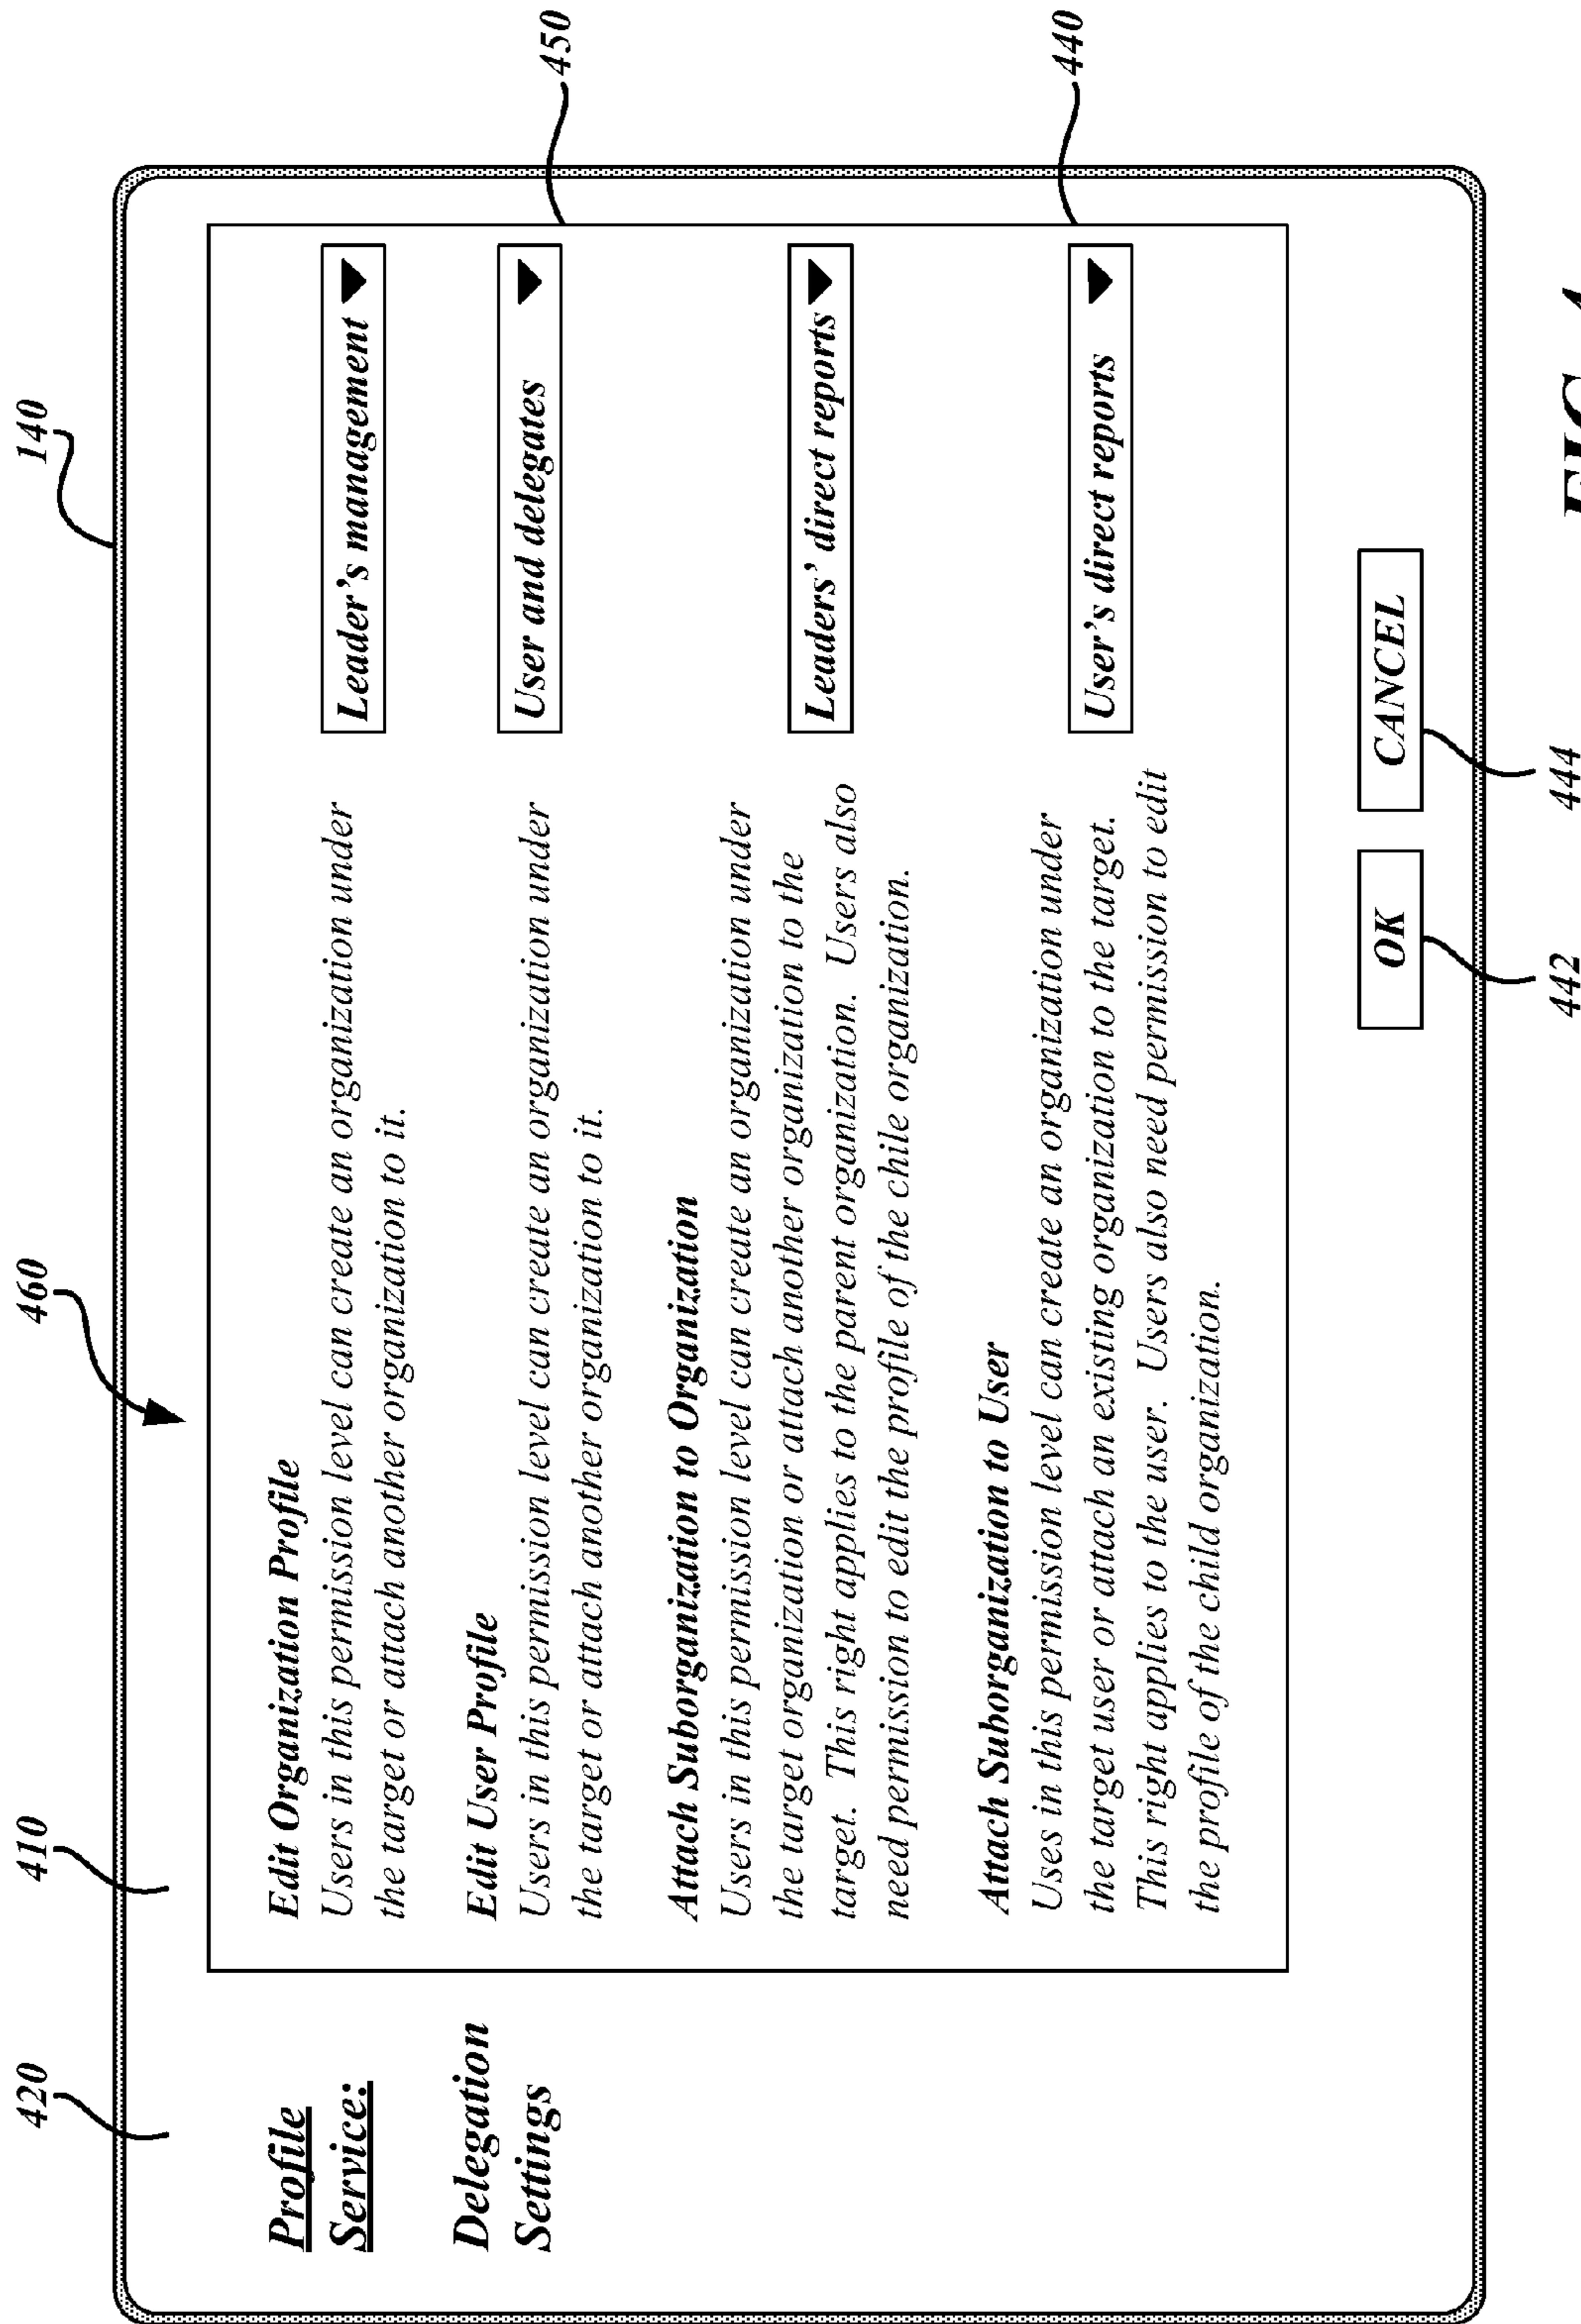 420
410
460
140
Profile
Service:
Delegation
Settings
Edit Organization Profile
Users in this permission level can create an organization under
the target or attach another organization to it.
Leader's management
Edit User Profile
Users in this permission level can create an organization under
the target or attach another organization to it.
User and delegates
450
Attach Suborganization to Organization
Users in this permission level can create an organization under
the target organization or attach another organization to the
target. This right applies to the parent organization. Users also
need permission to edit the profile of the chile organization.
Leaders' direct reports
Attach Suborganization to User
Uses in this permission level can create an organization under
the target user or attach an existing organization to the target.
This right applies to the user. Users also need permission to edit
the profile of the child organization.
User's direct reports
440
OK
CANCEL
442
444